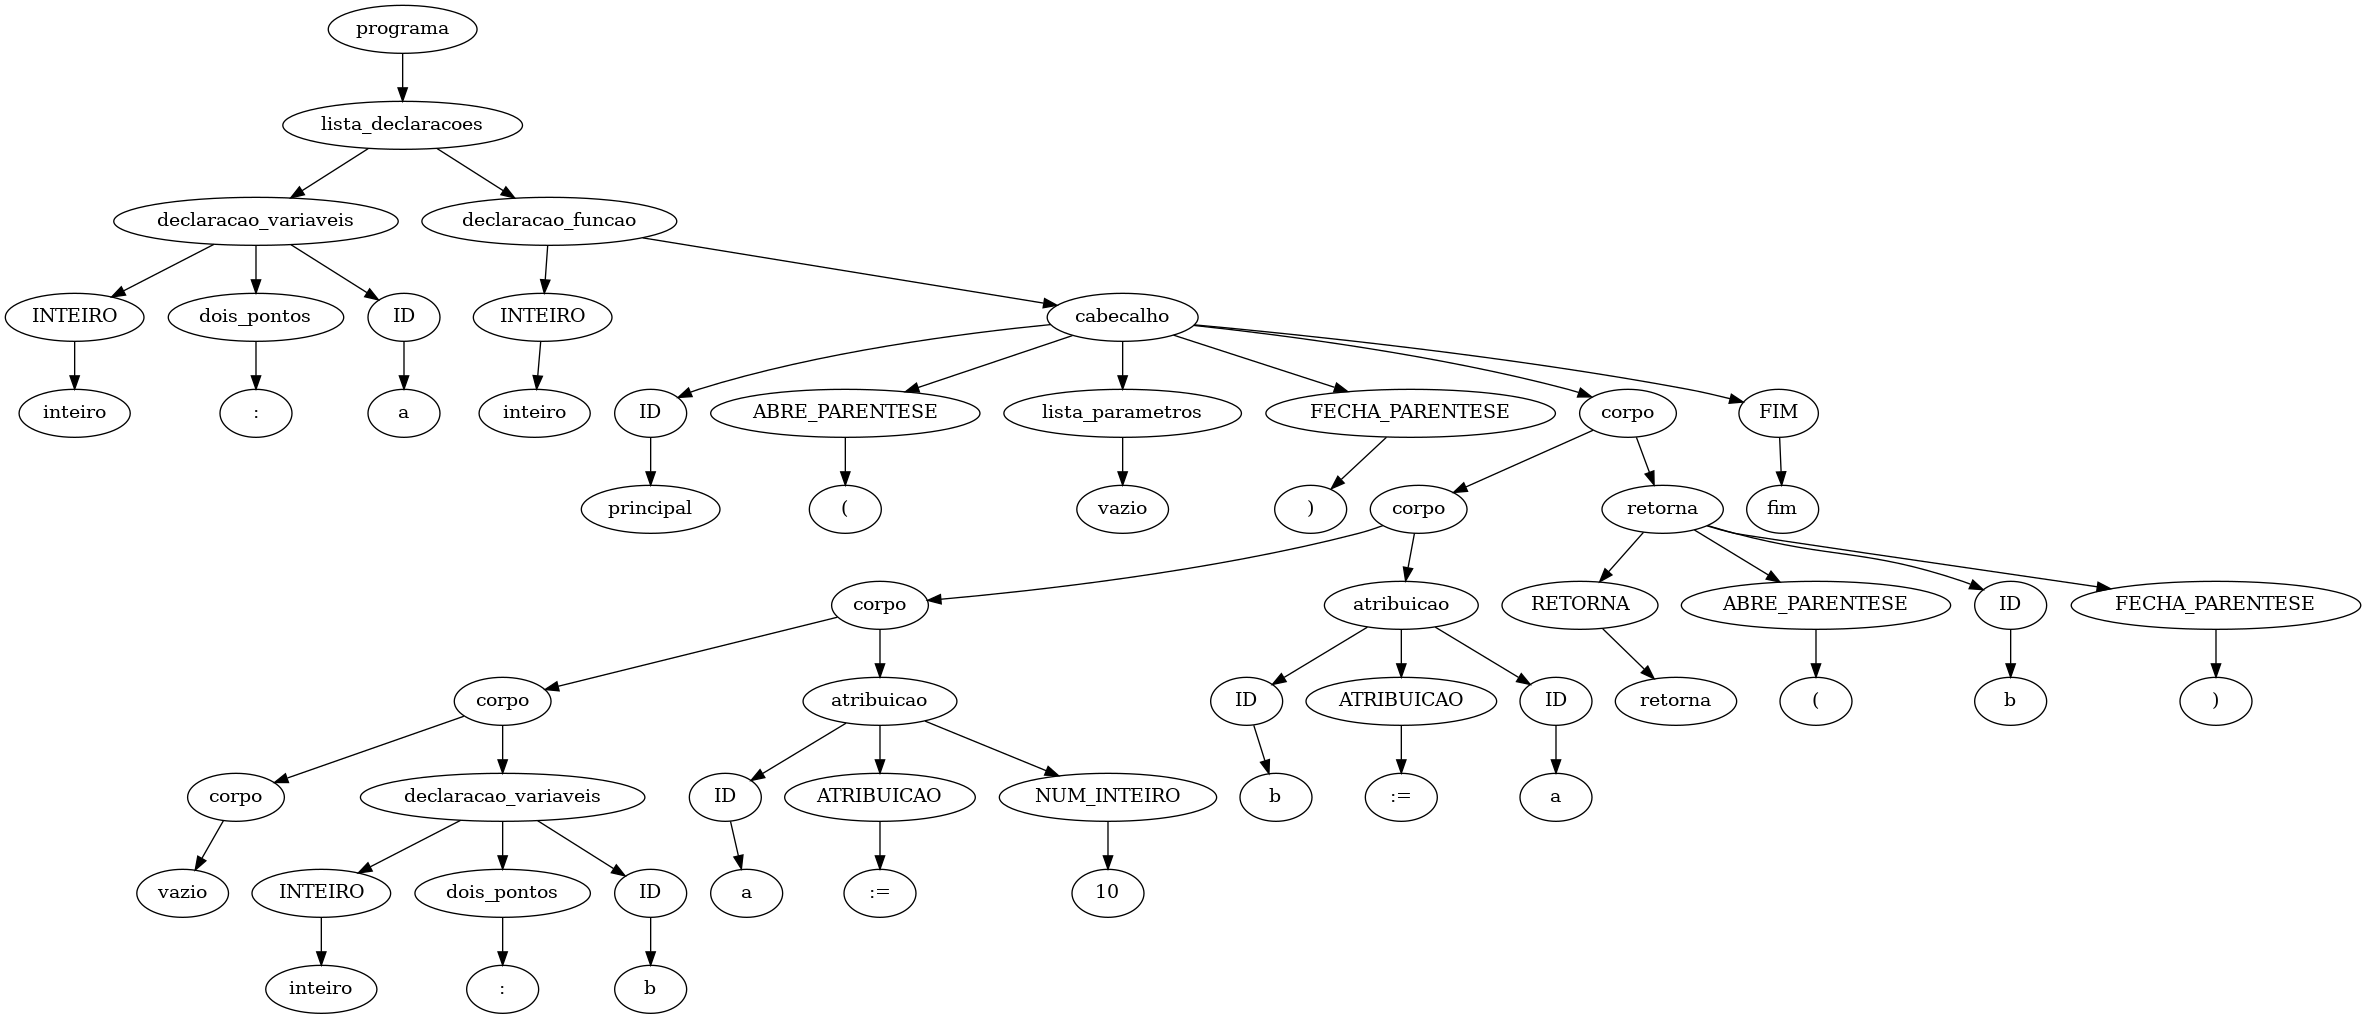 programa
lista_declaracoes
declaracao_variaveis declaracao_funcao
INTEIRO dois_pontos ID INTEIRO cabecalho
inteiro : a inteiro ID ABRE_PARENTESE lista_parametros FECHA_PARENTESE corpo FIM
principal ( vazio ) corpo retorna fim
corpo atribuicao RETORNA ABRE_PARENTESE ID FECHA_PARENTESE
corpo atribuicao ID ATRIBUICAO ID retorna ( b )
corpo declaracao_variaveis ID ATRIBUICAO NUM_INTEIRO b := a
vazio INTEIRO dois_pontos ID a := 10
inteiro : b